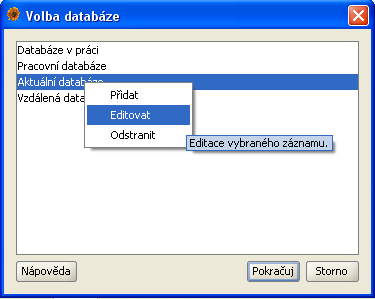 Volba databáze
Databáze v práci
Pracovní databáze
Aktuální databáze
Vzdálená data
Přidat
Editovat
Odstranit
Editace vybraného záznamu.
Nápověda
Pokračuj
Storno